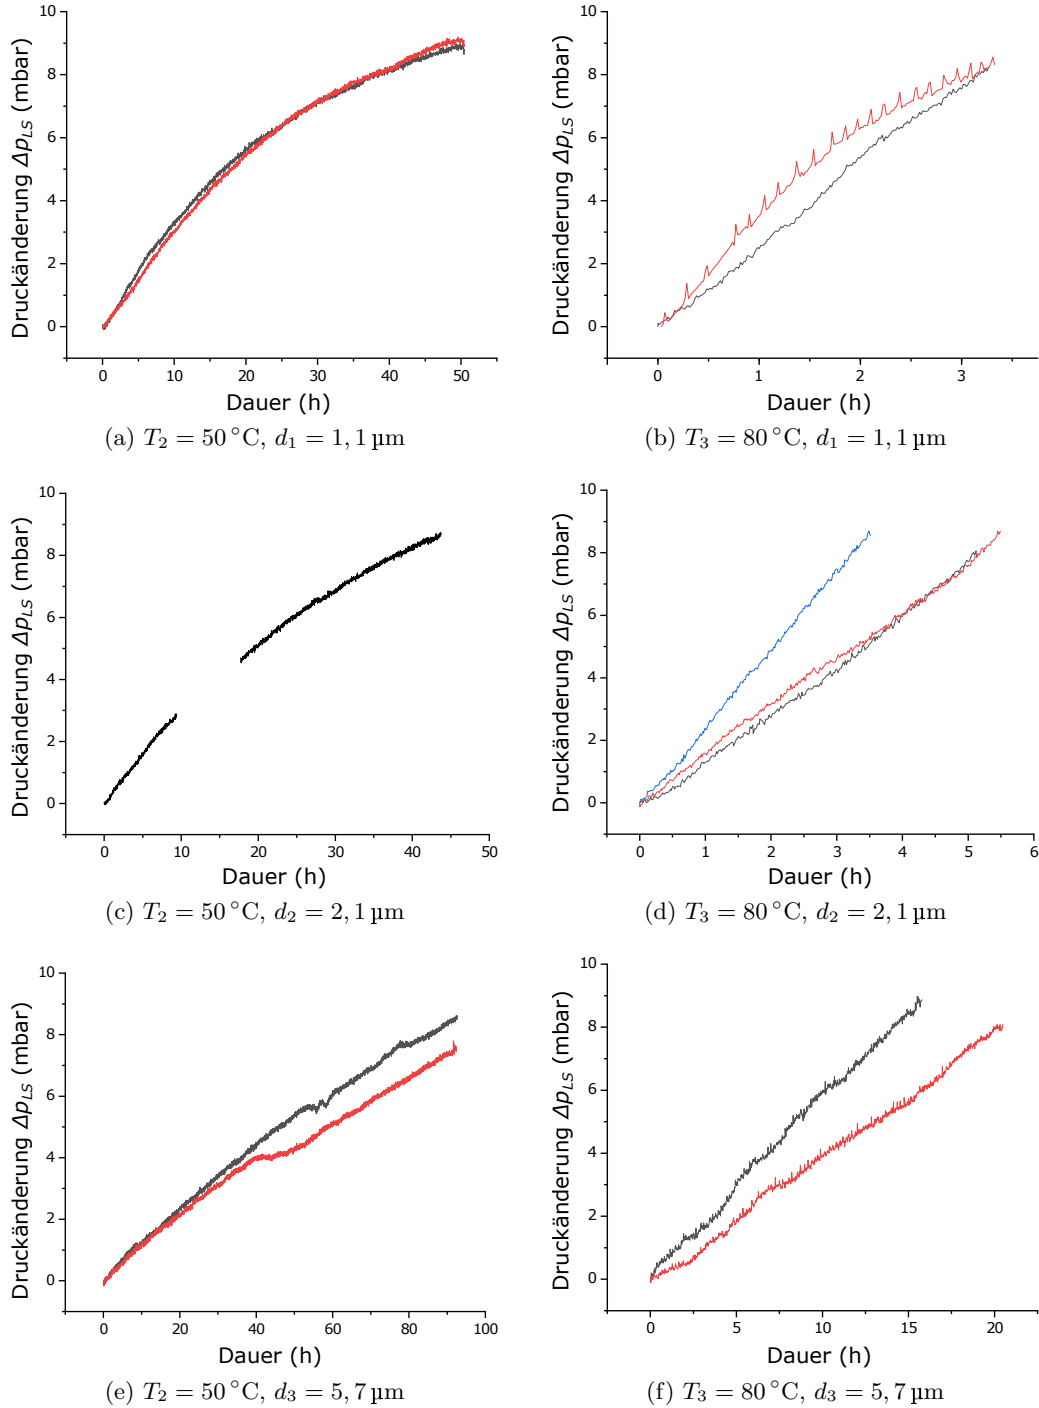 10
8
6
4
2
0
Druckänderung Δp_LS (mbar)
0 10 20 30 40 50
Dauer (h)
(a) T₂ = 50 °C, d₁ = 1, 1 µm
10
8
6
4
2
0
Druckänderung Δp_LS (mbar)
0 1 2 3
Dauer (h)
(b) T₃ = 80 °C, d₁ = 1, 1 µm
10
8
6
4
2
0
Druckänderung Δp_LS (mbar)
0 10 20 30 40 50
Dauer (h)
(c) T₂ = 50 °C, d₂ = 2, 1 µm
10
8
6
4
2
0
Druckänderung Δp_LS (mbar)
0 1 2 3 4 5 6
Dauer (h)
(d) T₃ = 80 °C, d₂ = 2, 1 µm
10
8
6
4
2
0
Druckänderung Δp_LS (mbar)
0 20 40 60 80 100
Dauer (h)
(e) T₂ = 50 °C, d₃ = 5, 7 µm
10
8
6
4
2
0
Druckänderung Δp_LS (mbar)
0 5 10 15 20
Dauer (h)
(f) T₃ = 80 °C, d₃ = 5, 7 µm